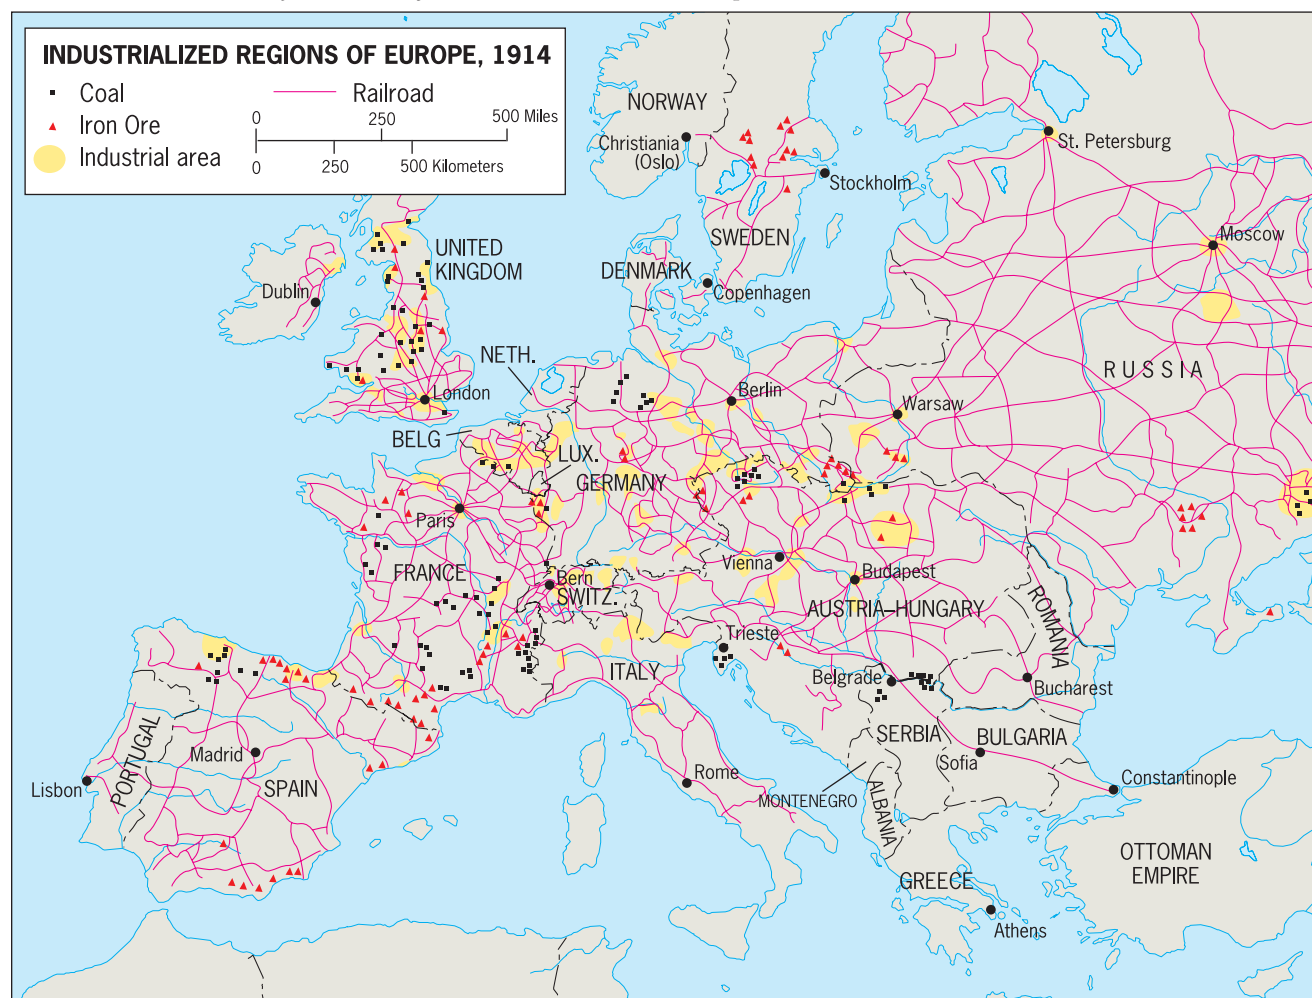 INDUSTRIALIZED REGIONS OF EUROPE, 1914
Coal
Railroad
Iron Ore
0 250 500 Miles
Industrial area
0 250 500 Kilometers
NORWAY
Christiania
(Oslo)
St. Petersburg
Stockholm
SWEDEN
Moscow
UNITED
KINGDOM
DENMARK
Dublin
Copenhagen
NETH.
RUSSIA
London
Berlin
Warsaw
BELG
LUX.
GERMANY
Paris
Vienna
FRANCE
Bern
SWITZ.
Budapest
AUSTRIA–HUNGARY
ROMANIA
Trieste
ITALY
Belgrade
Bucharest
PORTUGAL
Madrid
SERBIA
BULGARIA
Sofia
Lisbon
SPAIN
Rome
Constantinople
MONTENEGRO
ALBANIA
OTTOMAN
EMPIRE
GREECE
Athens